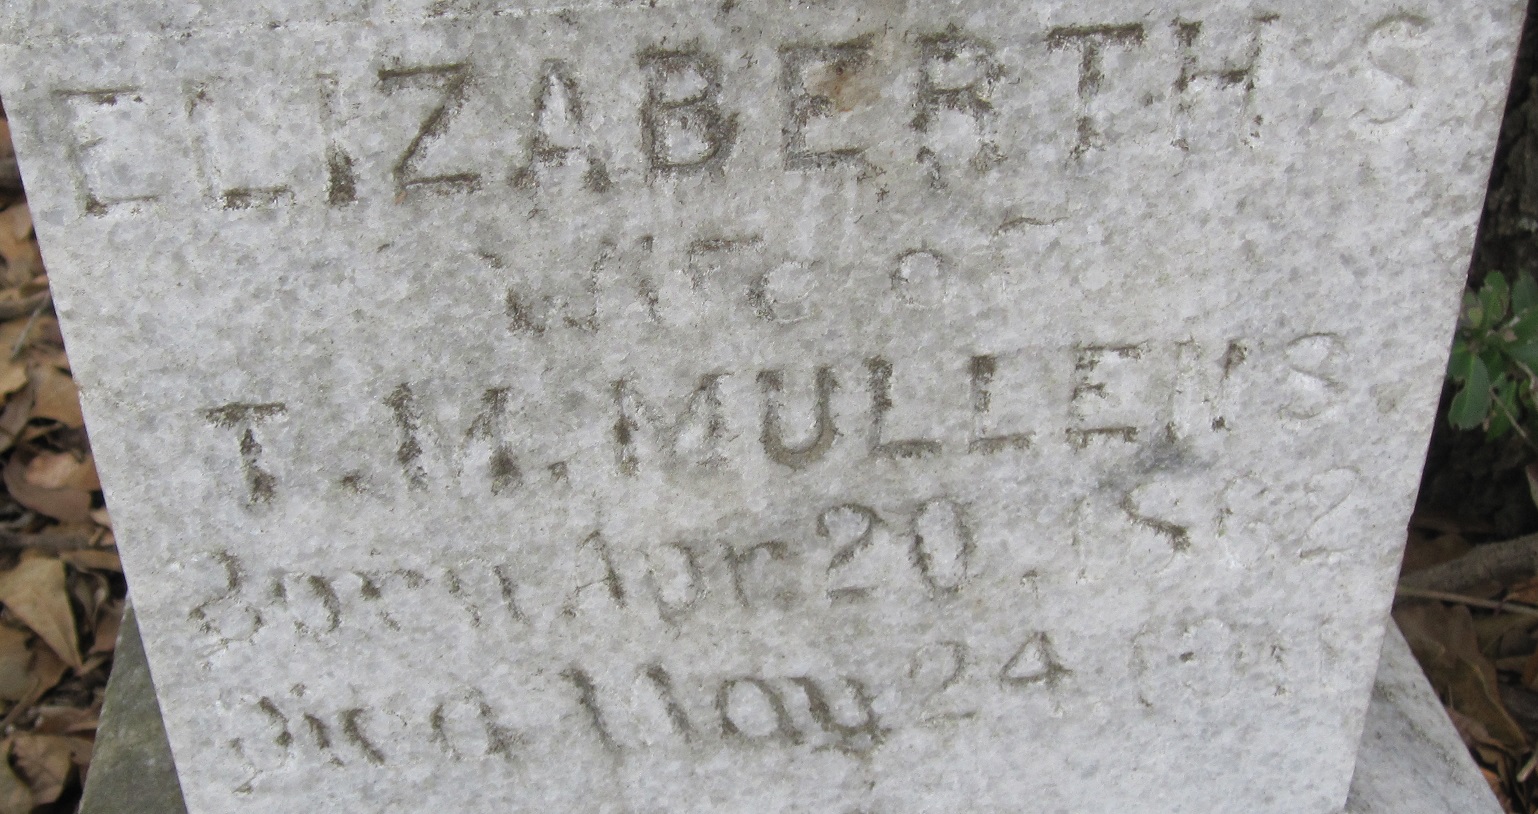 ELIZABERTH S
WIFe OF
T.M. MULLENS
Born Apr 20, 1862
Died May 24